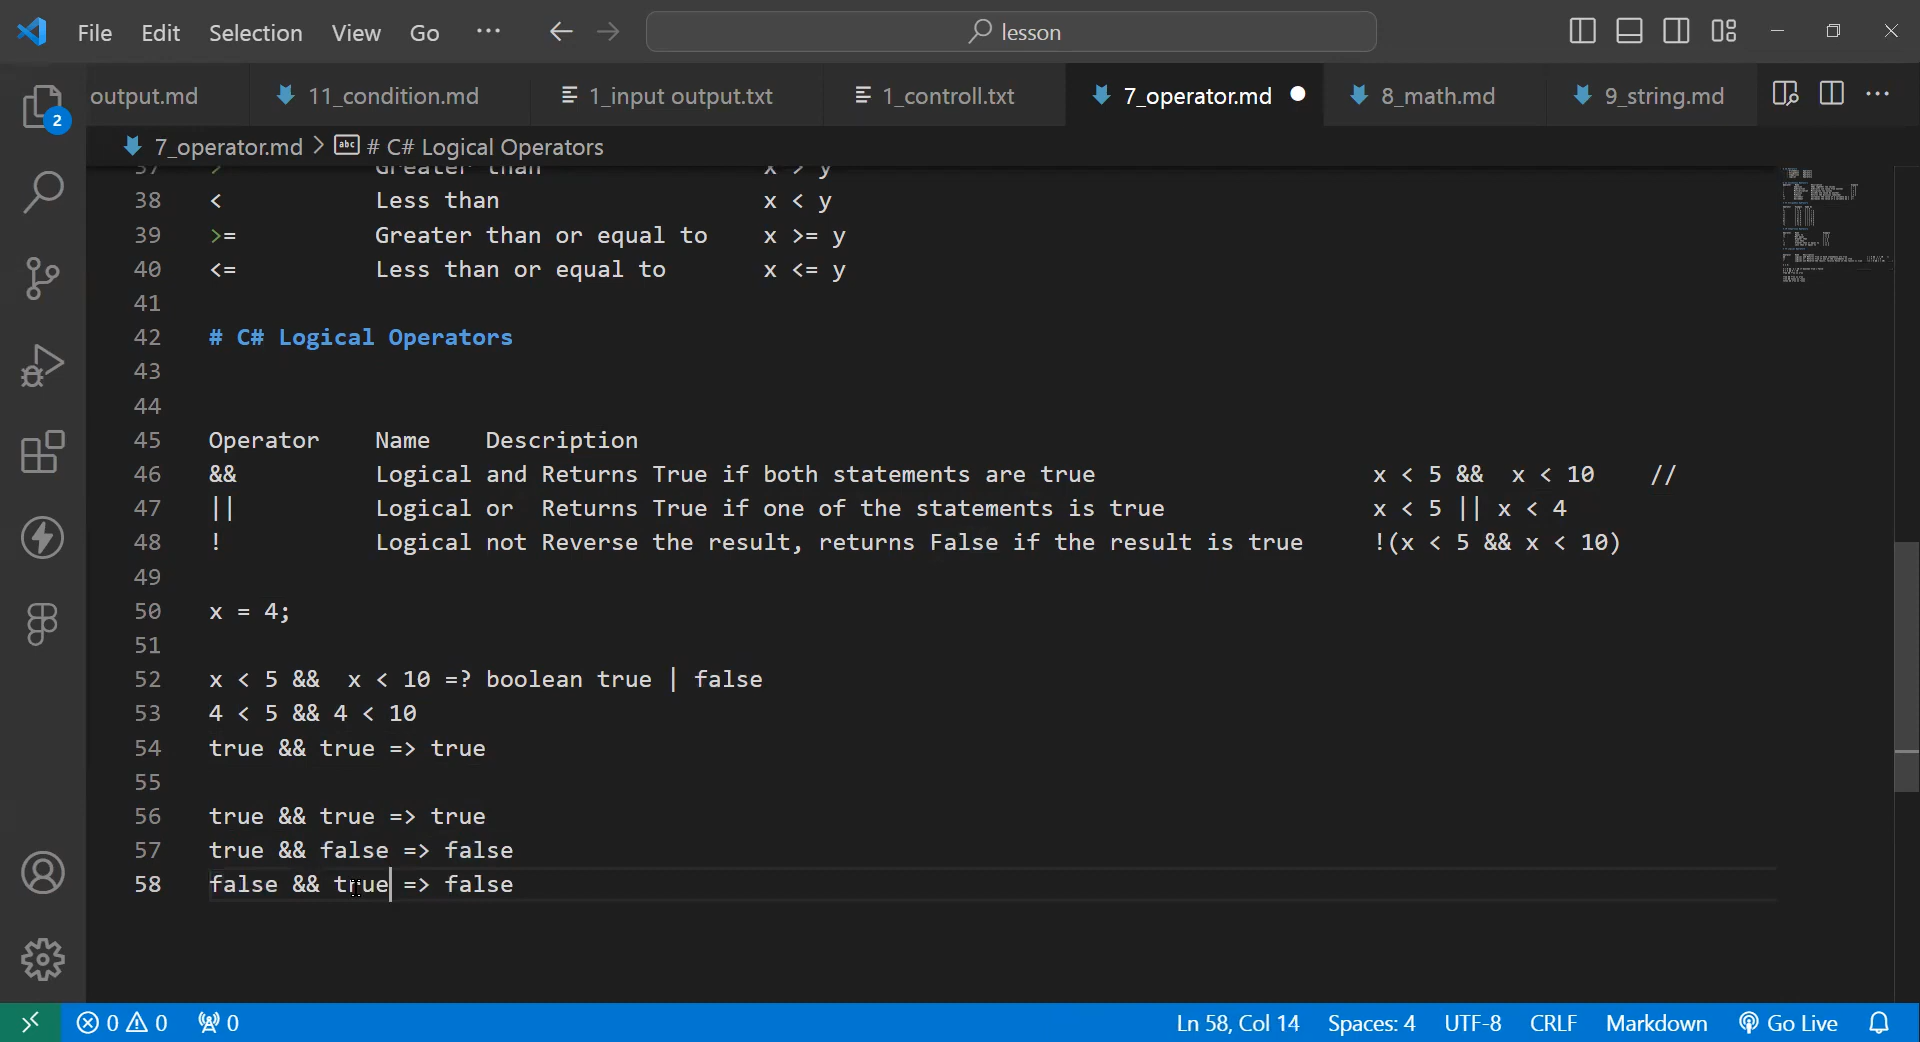 File Edit Selection View Go ··· lesson
output.md 11_condition.md 1_input output.txt 1_controll.txt 7_operator.md 8_math.md 9_string.md ···
7_operator.md > abc # C# Logical Operators
2
37 > Greater than x > y
38 < Less than x < y
39 >= Greater than or equal to x >= y
40 <= Less than or equal to x <= y
41
42 # C# Logical Operators
43
44
45 Operator Name Description
46 && Logical and Returns True if both statements are true x < 5 && x < 10 //
47 || Logical or Returns True if one of the statements is true x < 5 || x < 4
48 ! Logical not Reverse the result, returns False if the result is true !(x < 5 && x < 10)
49
50 x = 4;
51
52 x < 5 && x < 10 =? boolean true | false
53 4 < 5 && 4 < 10
54 true && true => true
55
56 true && true => true
57 true && false => false
58 false && true => false
0 0 0 Ln 58, Col 14 Spaces: 4 UTF-8 CRLF Markdown Go Live